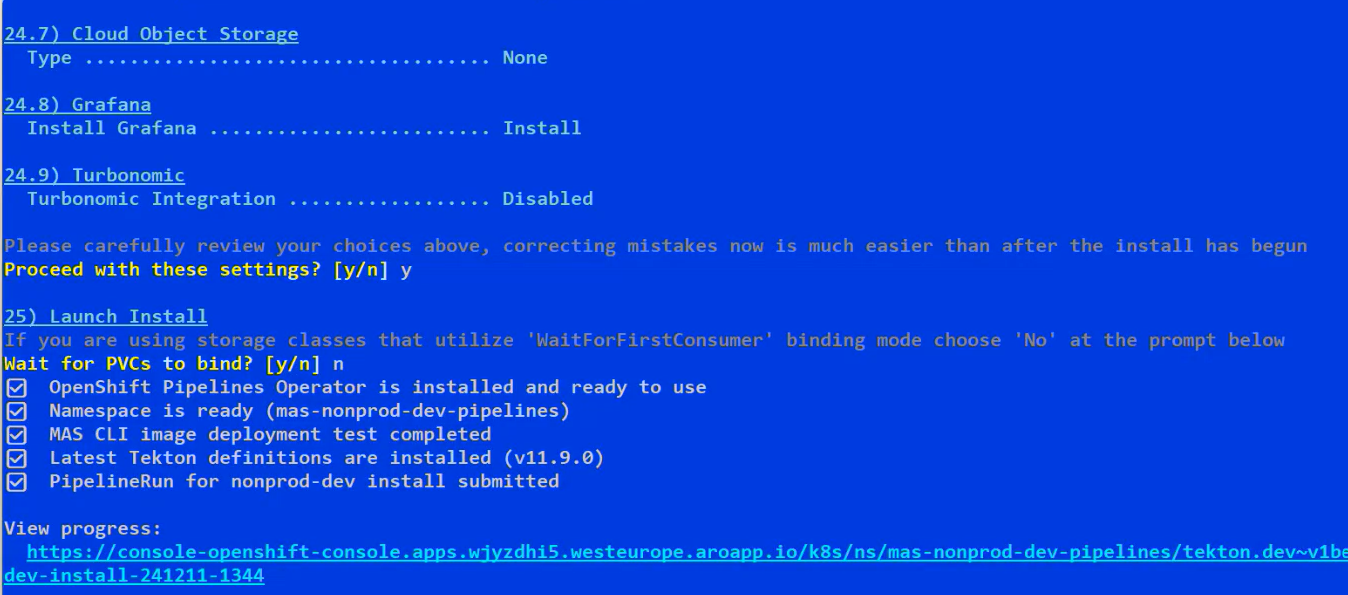 24.7) Cloud Object Storage
Type .................................... None
24.8) Grafana
Install Grafana ......................... Install
24.9) Turbonomic
Turbonomic Integration .................. Disabled
Please carefully review your choices above, correcting mistakes now is much easier than after the install has begun
Proceed with these settings? [y/n] y
25) Launch Install
If you are using storage classes that utilize 'WaitForFirstConsumer' binding mode choose 'No' at the prompt below
Wait for PVCs to bind? [y/n] n
OpenShift Pipelines Operator is installed and ready to use
Namespace is ready (mas-nonprod-dev-pipelines)
MAS CLI image deployment test completed
Latest Tekton definitions are installed (v11.9.0)
PipelineRun for nonprod-dev install submitted
View progress:
https://console-openshift-console.apps.wjyzdhi5.westeurope.aroapp.io/k8s/ns/mas-nonprod-dev-pipelines/tekton.dev~v1be
dev-install-241211-1344